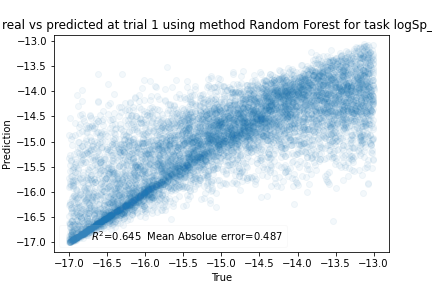 real vs predicted at trial 1 using method Random Forest for task logSp_
−13.0
−13.5
−14.0
−14.5
−15.0
−15.5
−16.0
−16.5
−17.0
Prediction
R²=0.645 Mean Absolue error=0.487
−17.0 −16.5 −16.0 −15.5 −15.0 −14.5 −14.0 −13.5 −13.0
True